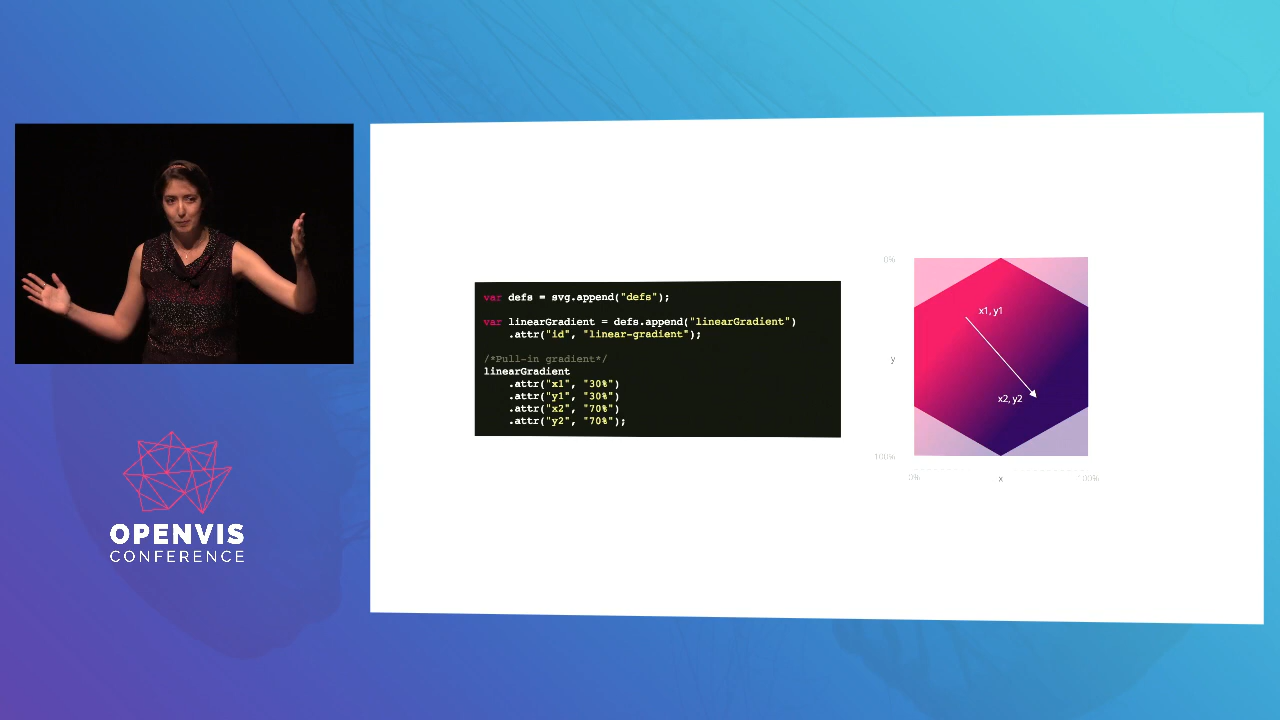 var defs = svg.append("defs");
var linearGradient = defs.append("linearGradient")
.attr("id", "linear-gradient");
/*Pull-in gradient*/
linearGradient
.attr("x1", "30%")
.attr("y1", "30%")
.attr("x2", "70%")
.attr("y2", "70%");
0%
x1, y1
y
x2, y2
100%
0%
x
100%
OPENVIS
CONFERENCE